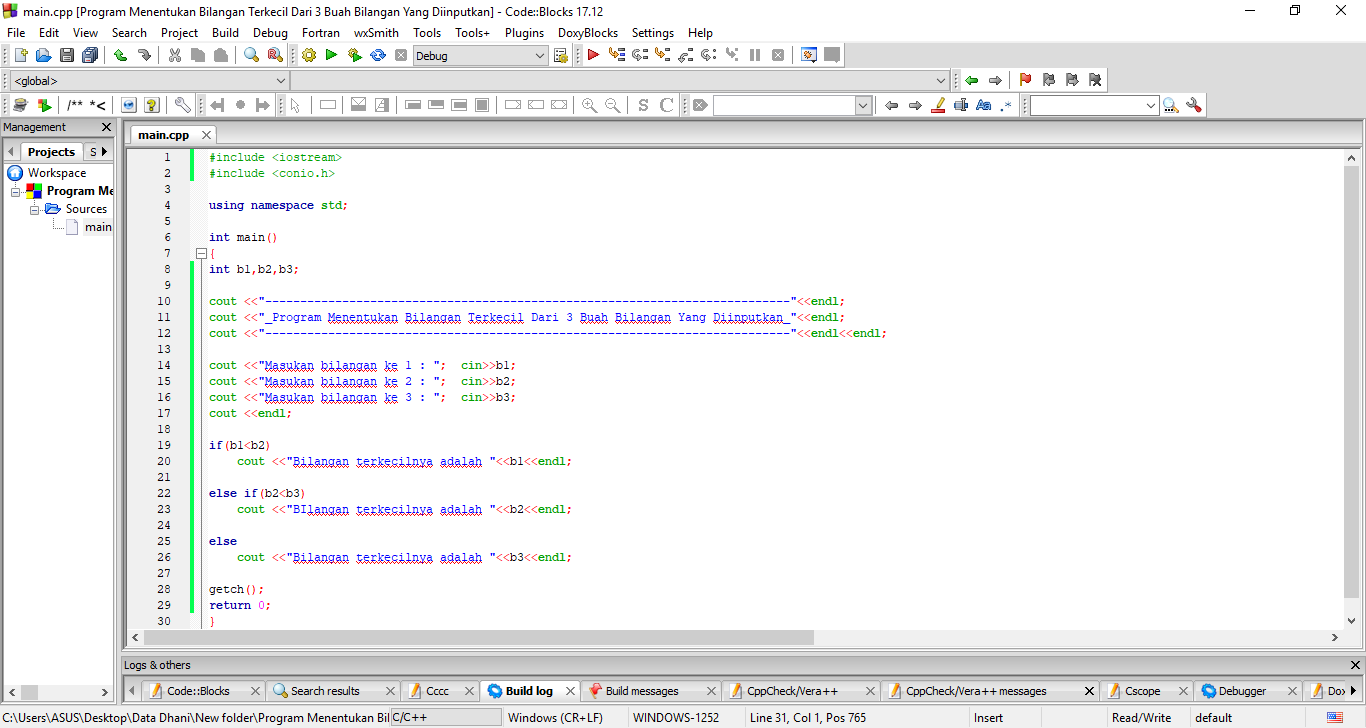 main.cpp [Program Menentukan Bilangan Terkecil Dari 3 Buah Bilangan Yang Diinputkan] - Code::Blocks 17.12
File Edit View Search Project Build Debug Fortran wxSmith Tools Tools+ Plugins DoxyBlocks Settings Help
Debug
<global>
/** *<
S C
Aa .*
Management
main.cpp
Projects S
Workspace
Program Me
Sources
main
1 #include <iostream>
2 #include <conio.h>
3
4 using namespace std;
5
6 int main()
7 {
8 int b1,b2,b3;
9
10 cout <<"---------------------------------------------------------------------------"<<endl;
11 cout <<"_Program Menentukan Bilangan Terkecil Dari 3 Buah Bilangan Yang Diinputkan_"<<endl;
12 cout <<"---------------------------------------------------------------------------"<<endl<<endl;
13
14 cout <<"Masukan bilangan ke 1 : ";  cin>>b1;
15 cout <<"Masukan bilangan ke 2 : ";  cin>>b2;
16 cout <<"Masukan bilangan ke 3 : ";  cin>>b3;
17 cout <<endl;
18
19 if(b1<b2)
20     cout <<"Bilangan terkecilnya adalah "<<b1<<endl;
21
22 else if(b2<b3)
23     cout <<"BIlangan terkecilnya adalah "<<b2<<endl;
24
25 else
26     cout <<"Bilangan terkecilnya adalah "<<b3<<endl;
27
28 getch();
29 return 0;
30 }
Logs & others
Code::Blocks Search results Cccc Build log Build messages CppCheck/Vera++ CppCheck/Vera++ messages Cscope Debugger Dox
C:\Users\ASUS\Desktop\Data Dhani\New folder\Program Menentukan Bil C/C++ Windows (CR+LF) WINDOWS-1252 Line 31, Col 1, Pos 765 Insert Read/Write default